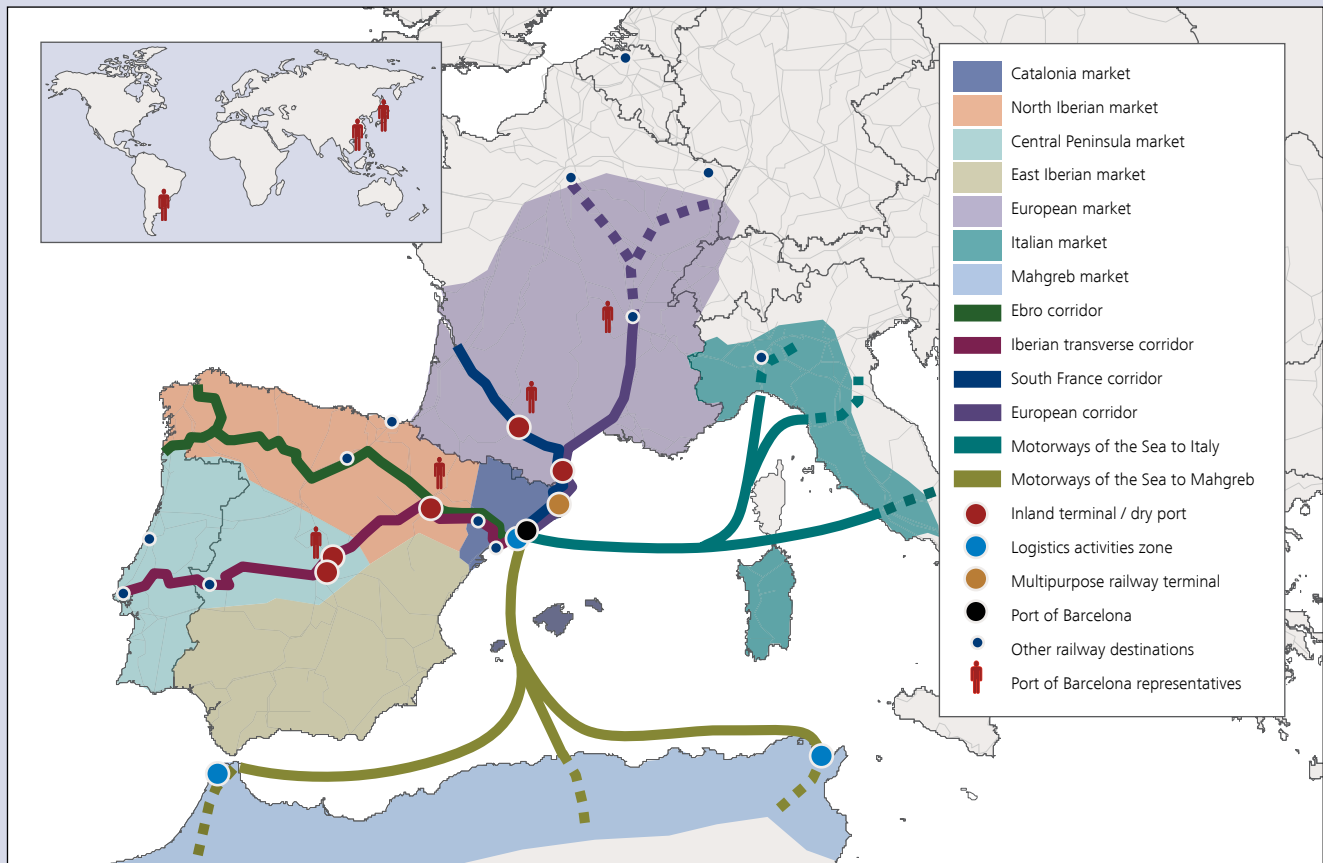 Catalonia market
North Iberian market
Central Peninsula market
East Iberian market
European market
Italian market
Mahgreb market
Ebro corridor
Iberian transverse corridor
South France corridor
European corridor
Motorways of the Sea to Italy
Motorways of the Sea to Mahgreb
Inland terminal / dry port
Logistics activities zone
Multipurpose railway terminal
Port of Barcelona
Other railway destinations
Port of Barcelona representatives